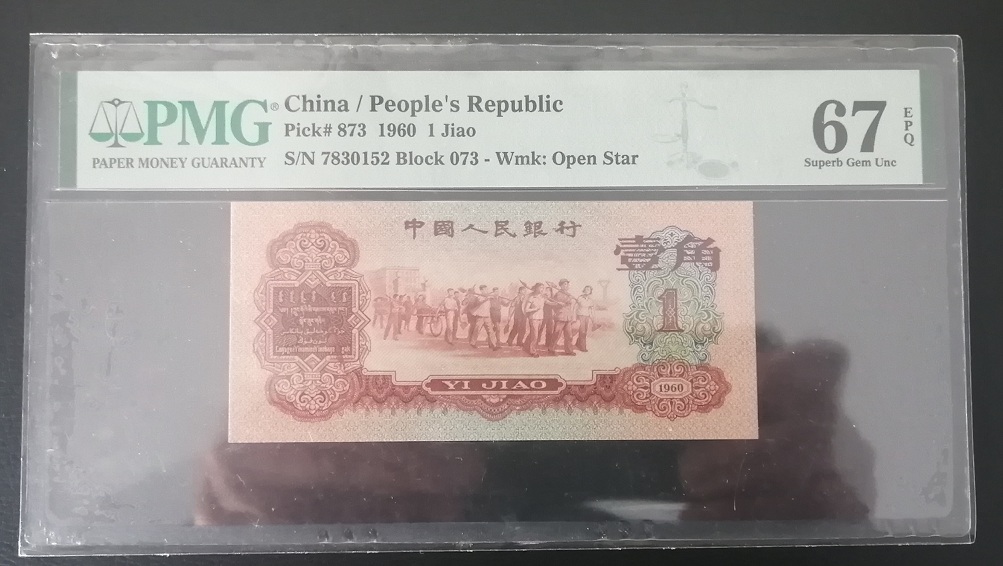 PMG®
PAPER MONEY GUARANTY
China / People's Republic
Pick# 873 1960 1 Jiao
S/N 7830152 Block 073 - Wmk: Open Star
67
EPQ
Superb Gem Unc
中國人民銀行
壹角
1
YI JIAO
1960